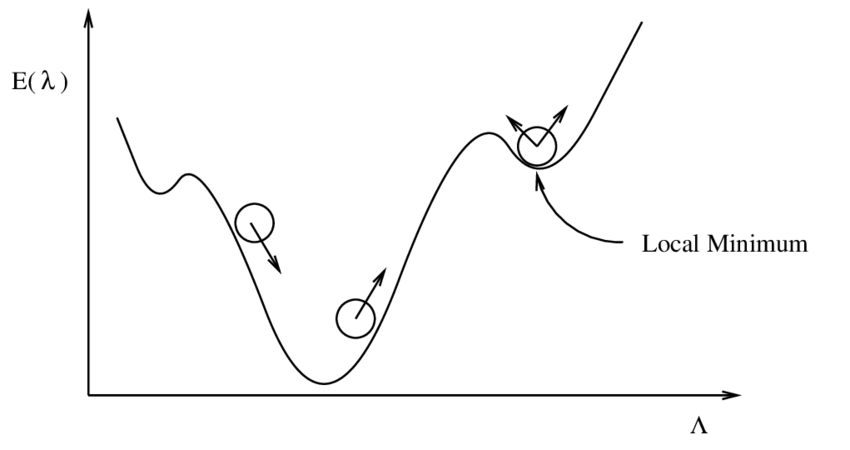 E(λ)
Local Minimum
Λ